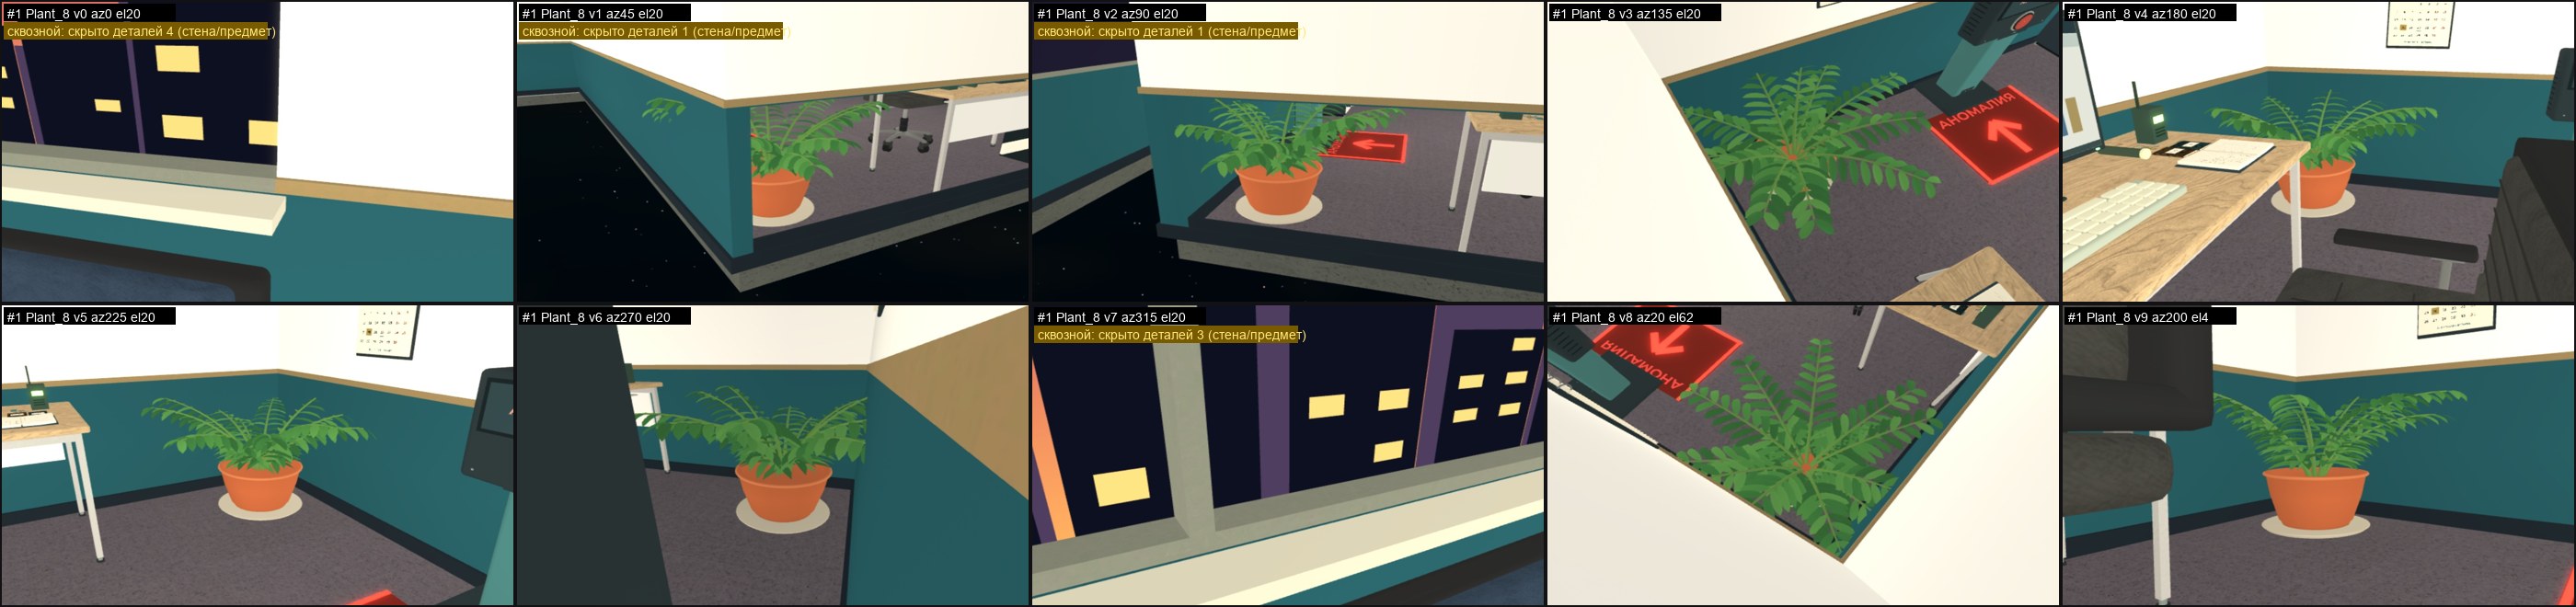 #1 Plant_8 v0 az0 el20
сквозной: скрыто деталей 4 (стена/предмет)
#1 Plant_8 v1 az45 el20
сквозной: скрыто деталей 1 (стена/предмет)
#1 Plant_8 v2 az90 el20
сквозной: скрыто деталей 1 (стена/предмет)
#1 Plant_8 v3 az135 el20
АНОМАЛИЯ
#1 Plant_8 v4 az180 el20
#1 Plant_8 v5 az225 el20
#1 Plant_8 v6 az270 el20
#1 Plant_8 v7 az315 el20
сквозной: скрыто деталей 3 (стена/предмет)
#1 Plant_8 v8 az20 el62
АНОМАЛИЯ
#1 Plant_8 v9 az200 el4